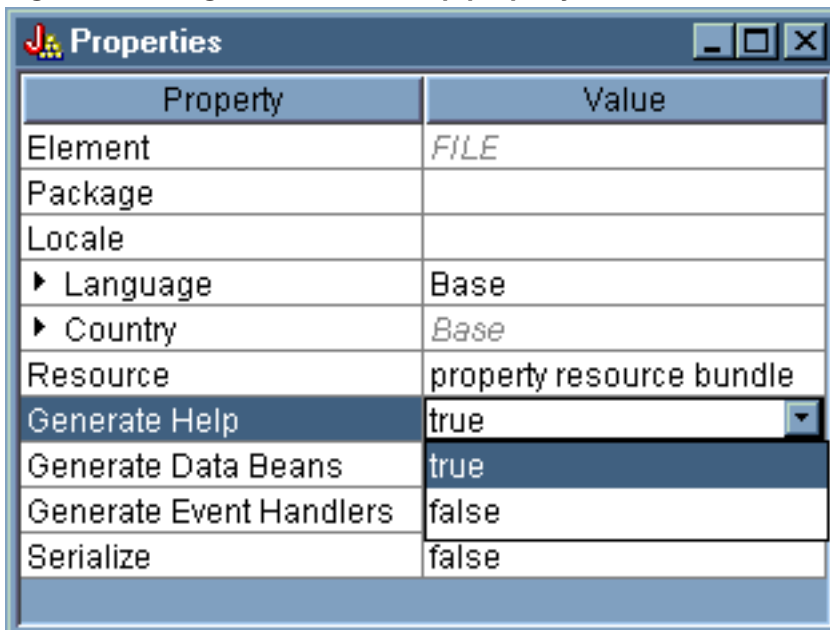 Properties
Property Value
Element FILE
Package
Locale
Language Base
Country Base
Resource property resource bundle
Generate Help true
Generate Data Beans true
Generate Event Handlers false
Serialize false